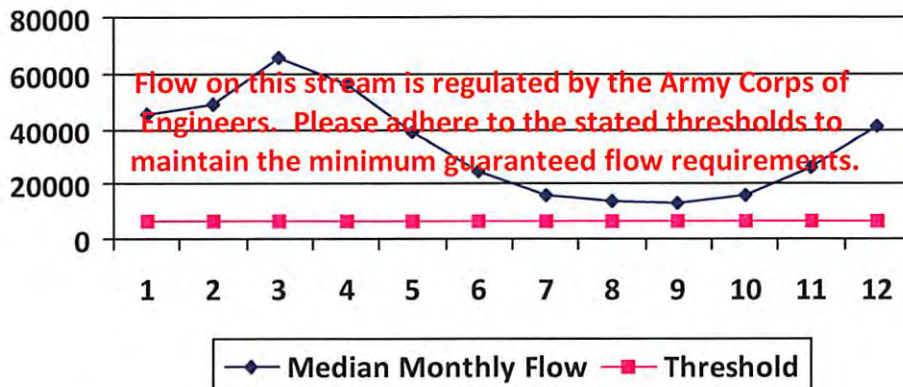 80000
60000
40000
20000
0
Flow on this stream is regulated by the Army Corps of
Engineers. Please adhere to the stated thresholds to
maintain the minimum guaranteed flow requirements.
1 2 3 4 5 6 7 8 9 10 11 12
Median Monthly Flow Threshold